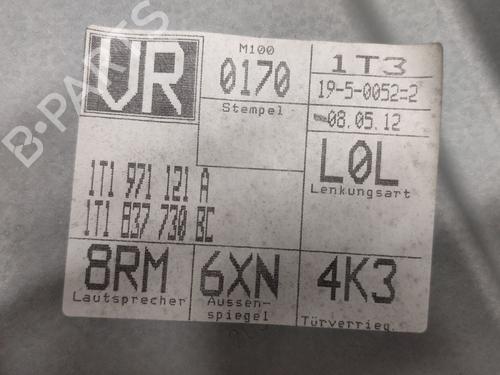 VR
M100
0170
Stempel
1T3
19-5-0052=2
08.05.12
L0L
Lenkungsart
1T1 971 121 A
1T1 837 730 BC
8RM
Lautsprecher
6XN
Aussen-
spiegel
4K3
Türverrieg.
B-PARTS